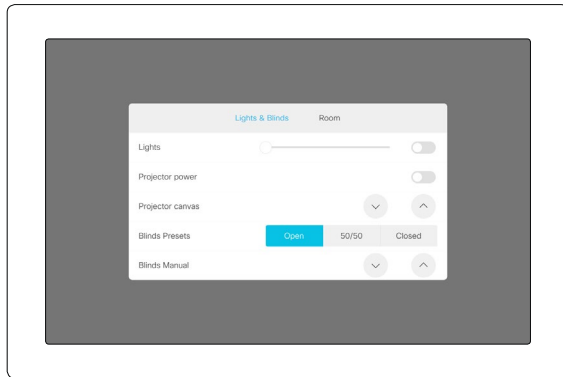 Lights & Blinds Room
Lights
Projector power
Projector canvas
Blinds Presets Open 50/50 Closed
Blinds Manual